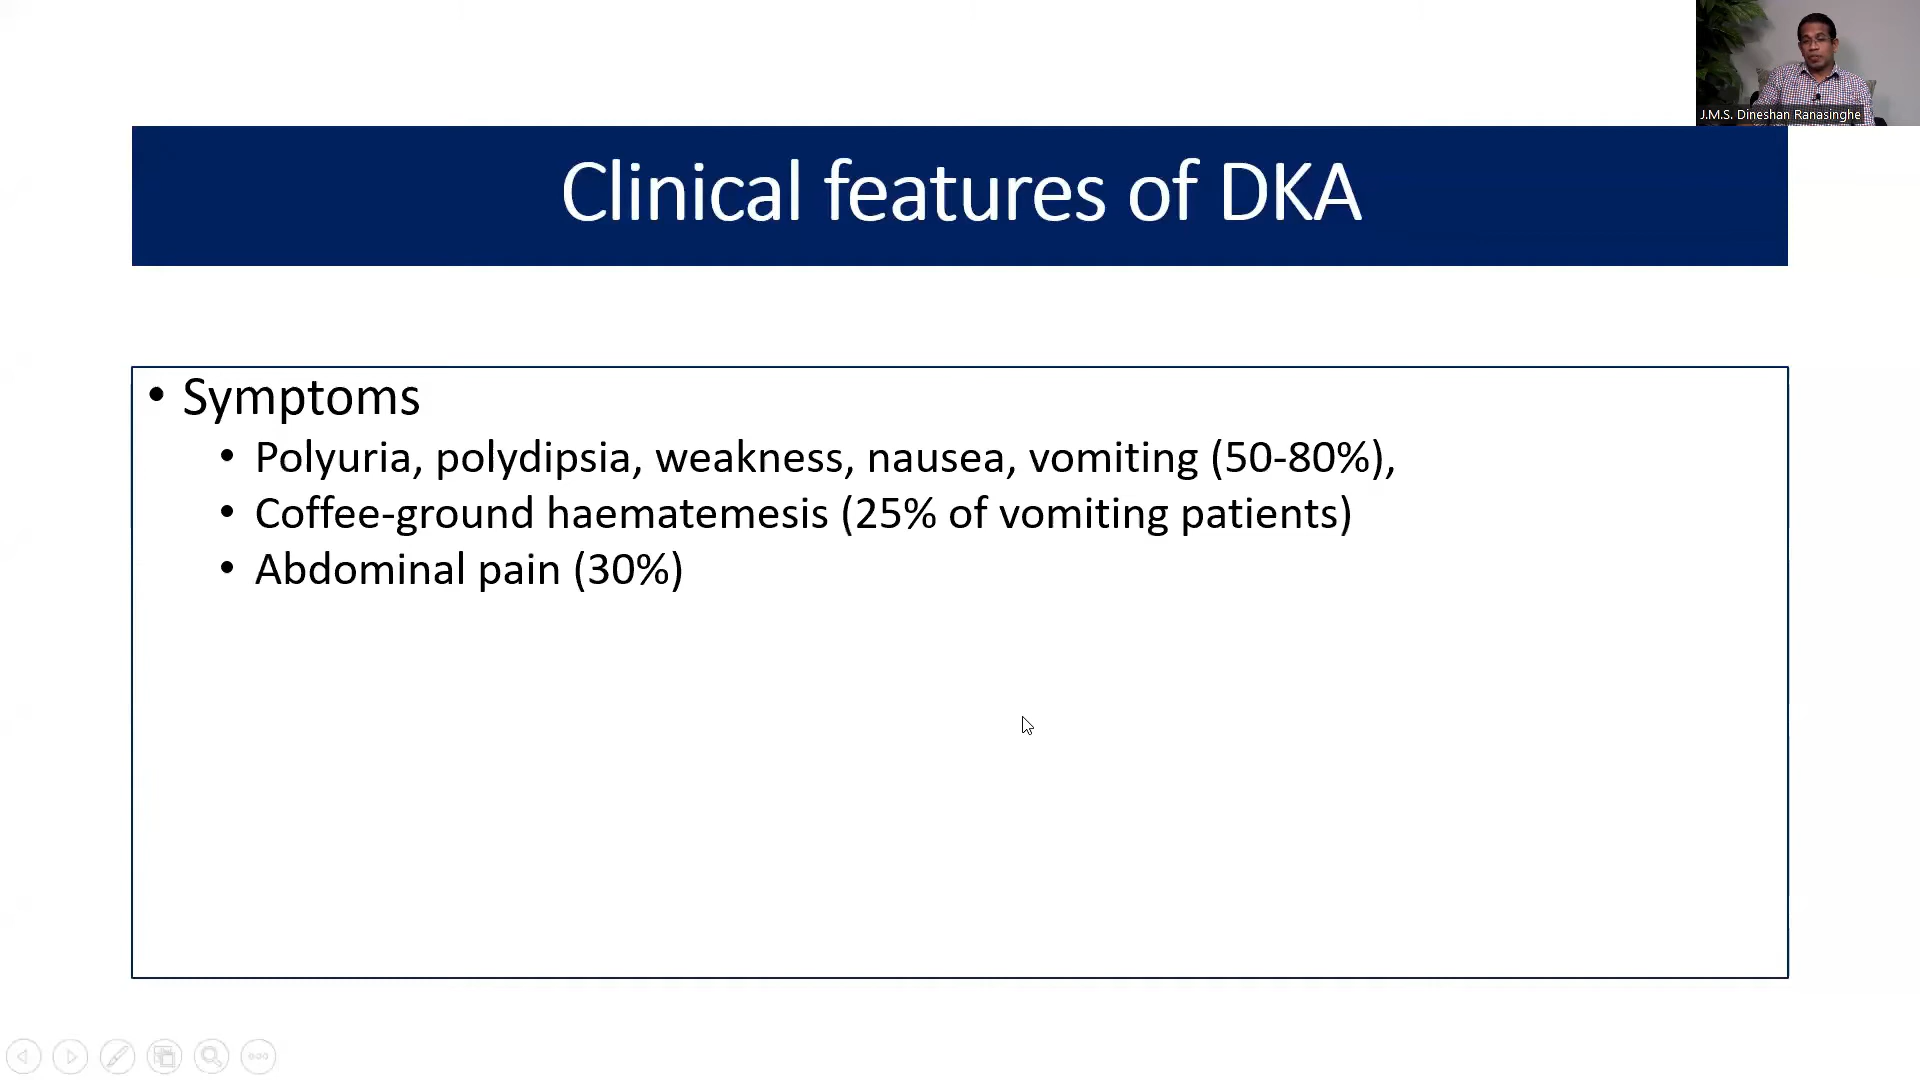 J.M.S. Dineshan Ranasinghe
Clinical features of DKA
• Symptoms
• Polyuria, polydipsia, weakness, nausea, vomiting (50-80%),
• Coffee-ground haematemesis (25% of vomiting patients)
• Abdominal pain (30%)